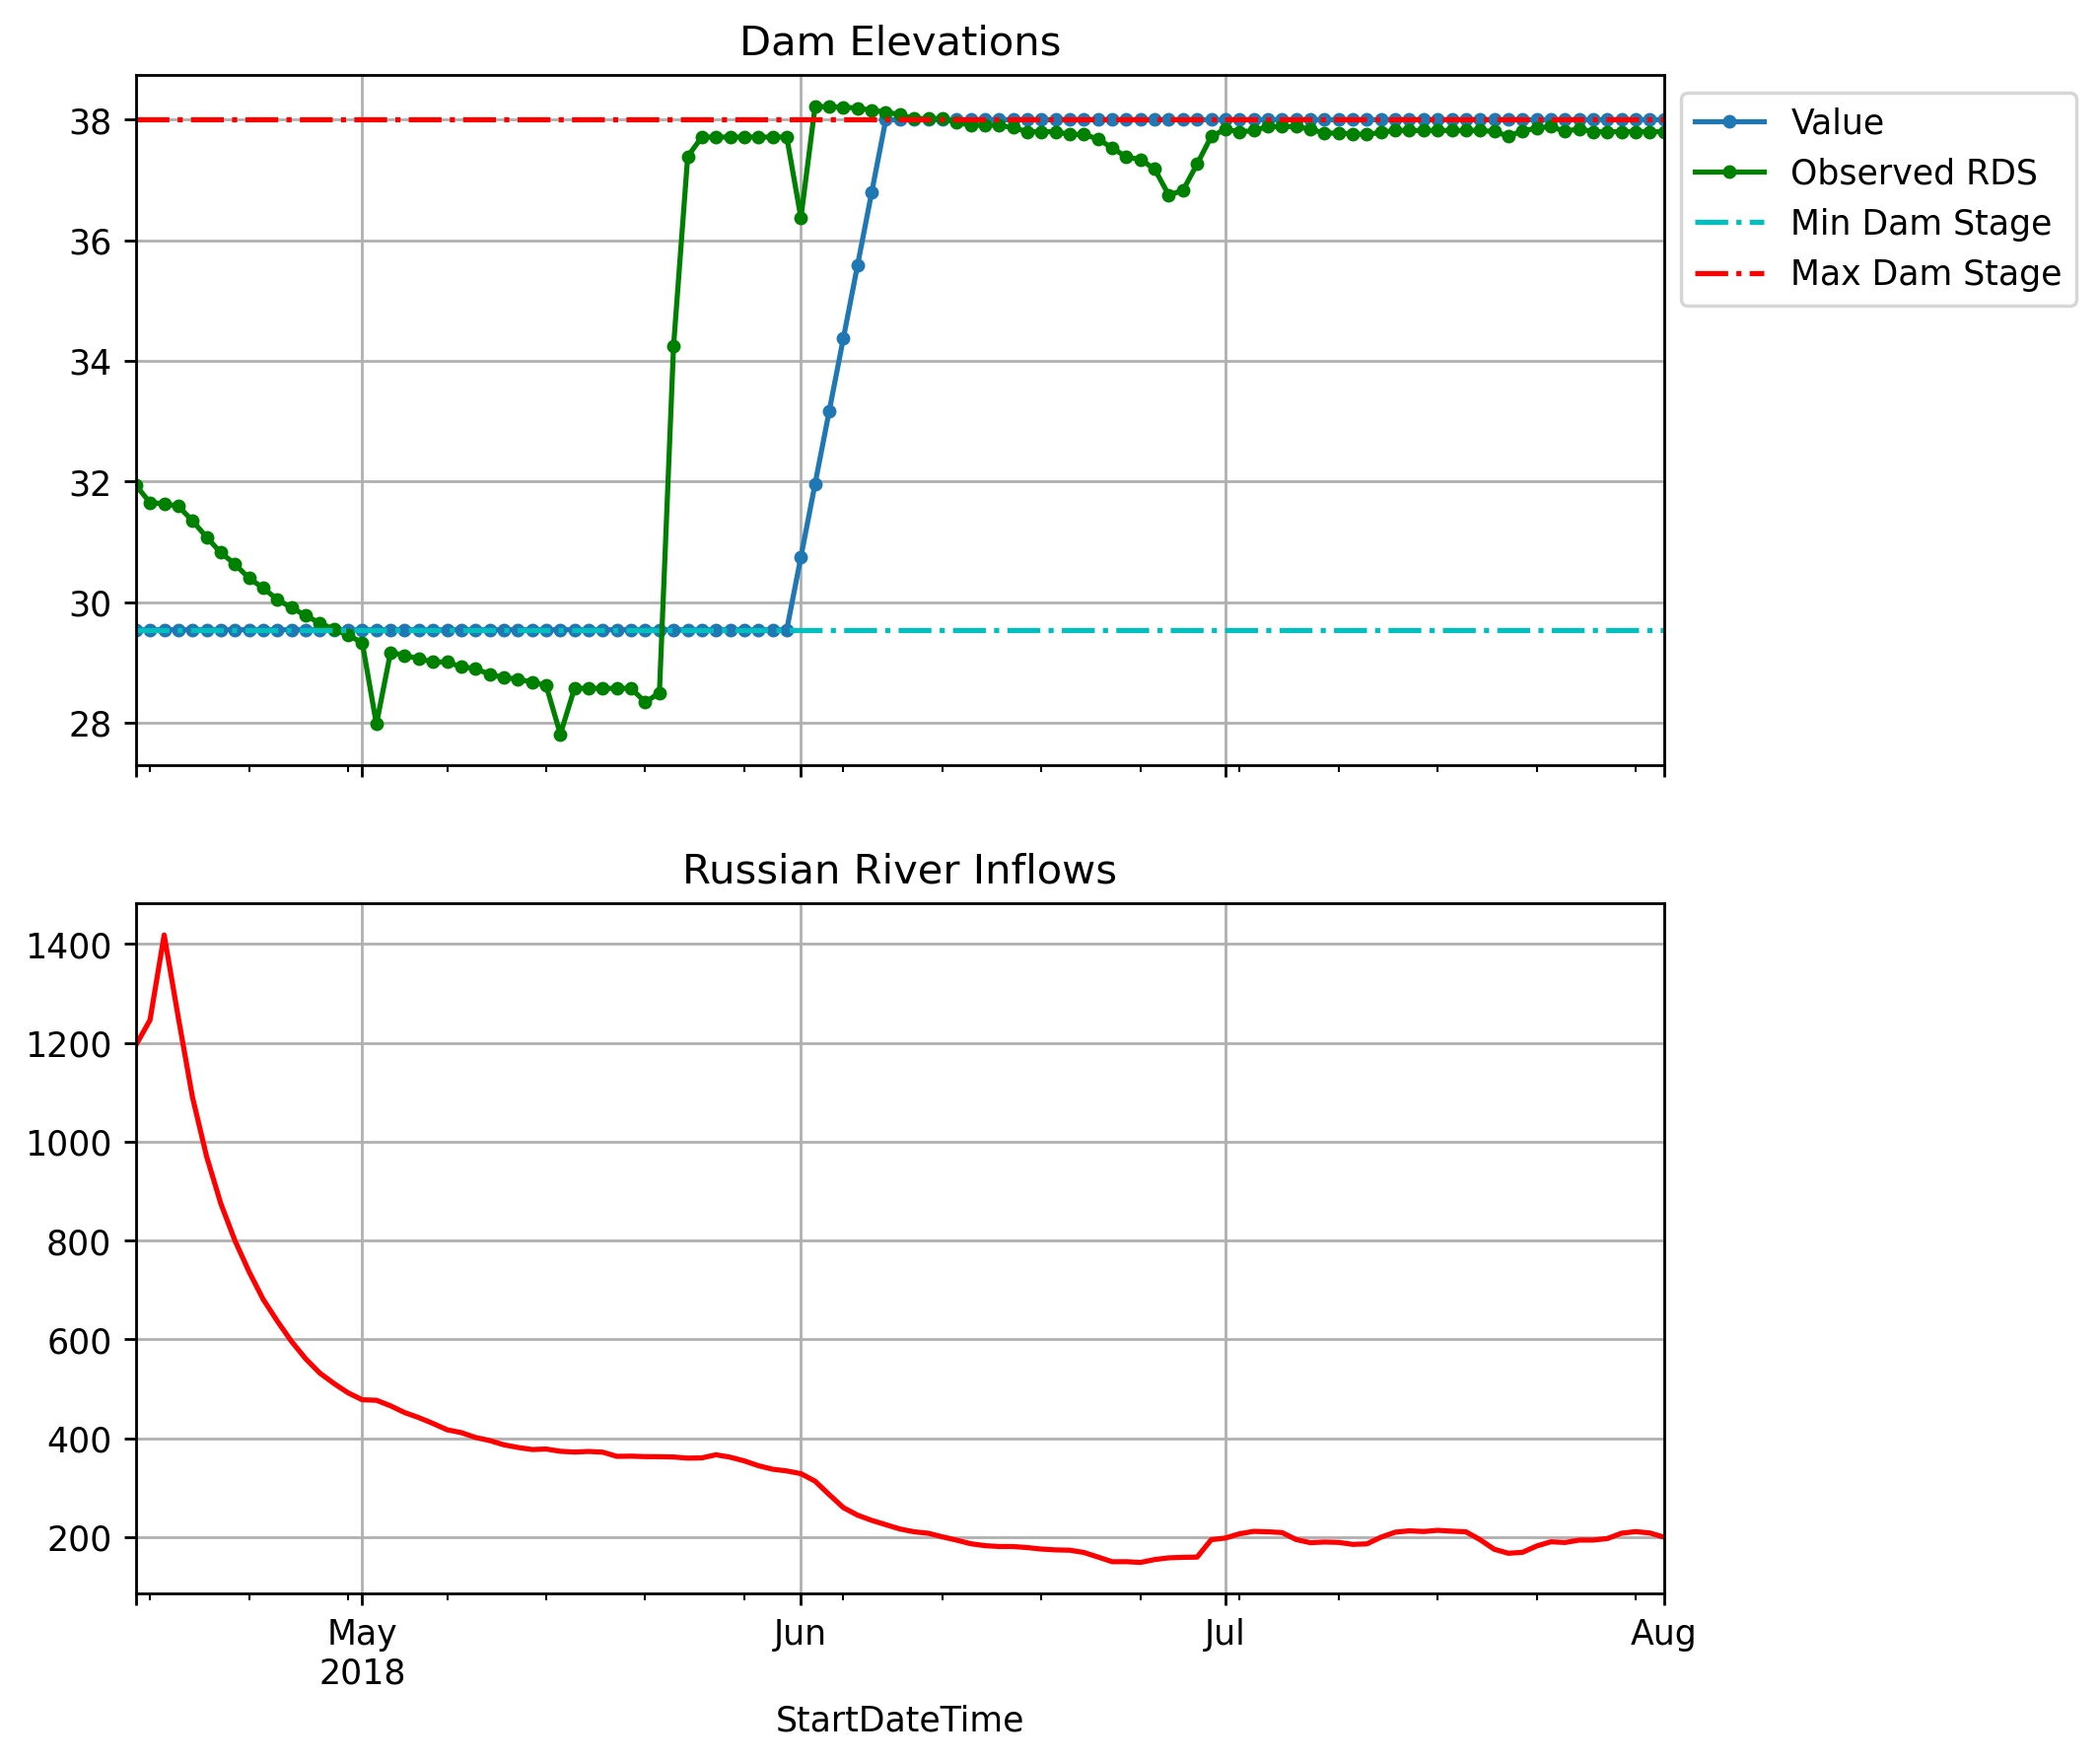 Dam Elevations
38
36
34
32
30
28
Value
Observed RDS
Min Dam Stage
Max Dam Stage
Russian River Inflows
1400
1200
1000
800
600
400
200
May
2018
Jun
Jul
Aug
StartDateTime